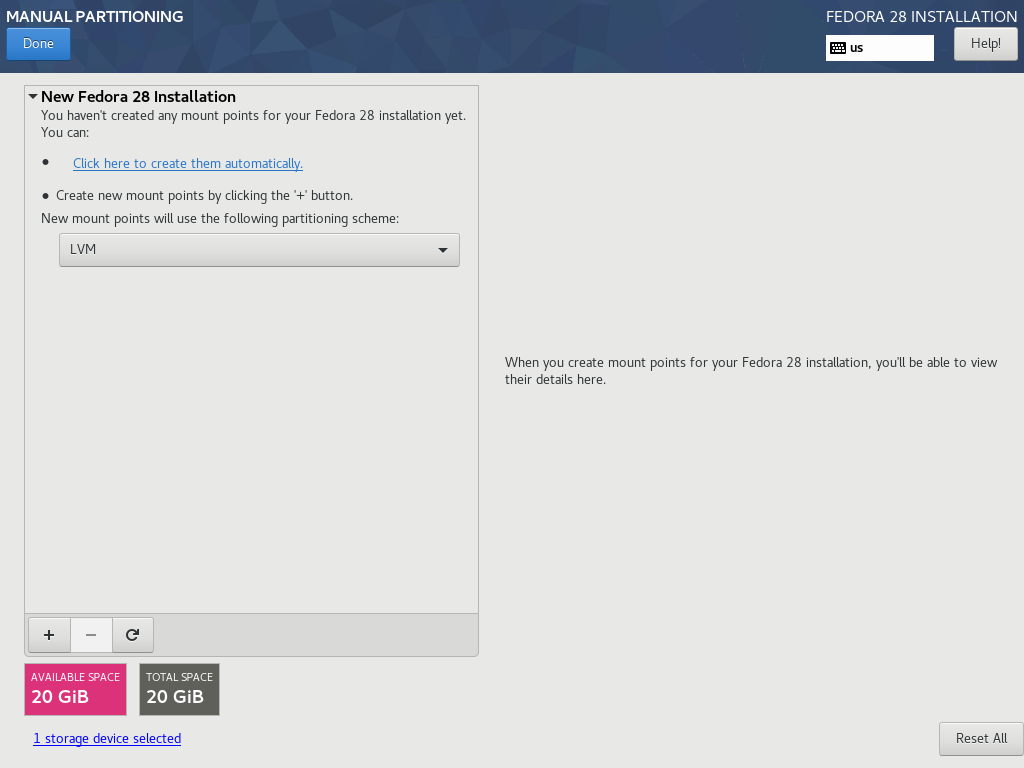 MANUAL PARTITIONING
FEDORA 28 INSTALLATION
Done
us
Help!
New Fedora 28 Installation
You haven't created any mount points for your Fedora 28 installation yet.
You can:
• Click here to create them automatically.
• Create new mount points by clicking the '+' button.
New mount points will use the following partitioning scheme:
LVM
When you create mount points for your Fedora 28 installation, you'll be able to view
their details here.
+ −
AVAILABLE SPACE
20 GiB
TOTAL SPACE
20 GiB
1 storage device selected
Reset All